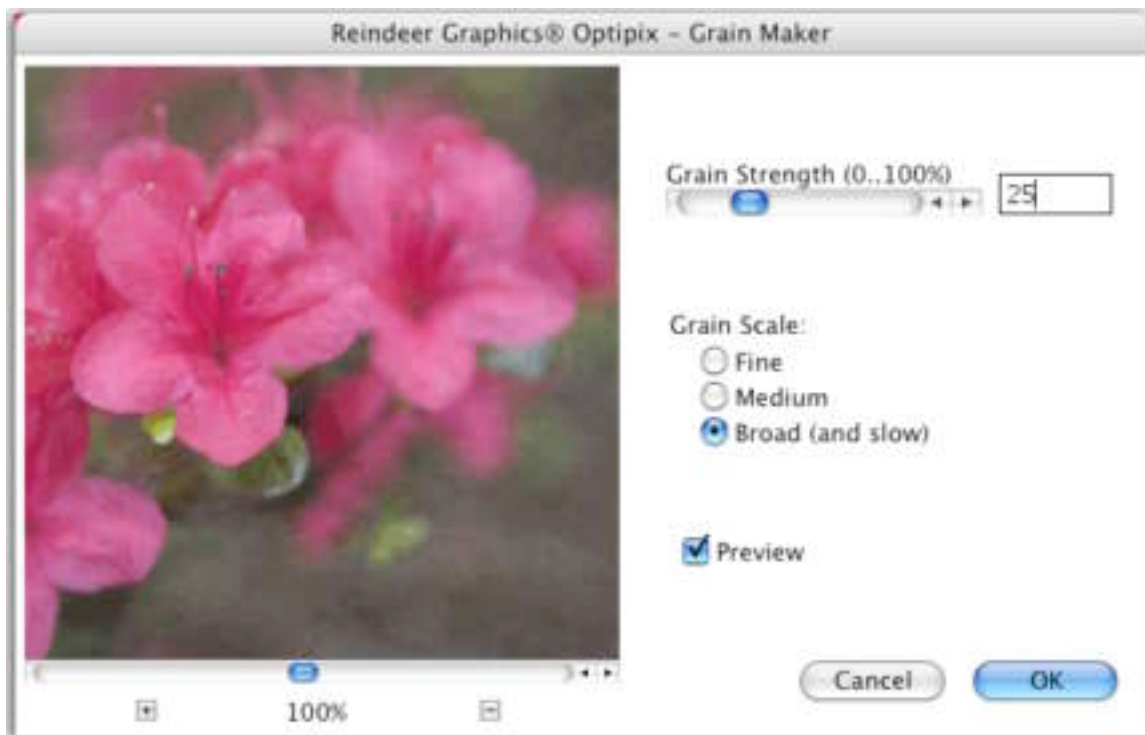 Reindeer Graphics® Optipix - Grain Maker
Grain Strength (0..100%)
25
Grain Scale:
Fine
Medium
Broad (and slow)
Preview
Cancel
OK
100%